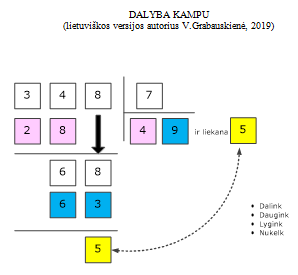 DALYBA KAMPU
(lietuviškos versijos autorius V.Grabauskienė, 2019)
3 4 8 7
2 8 4 9 ir liekana 5
6 8
6 3
5
♦ Dalink
♦ Daugink
♦ Lygink
♦ Nukelk